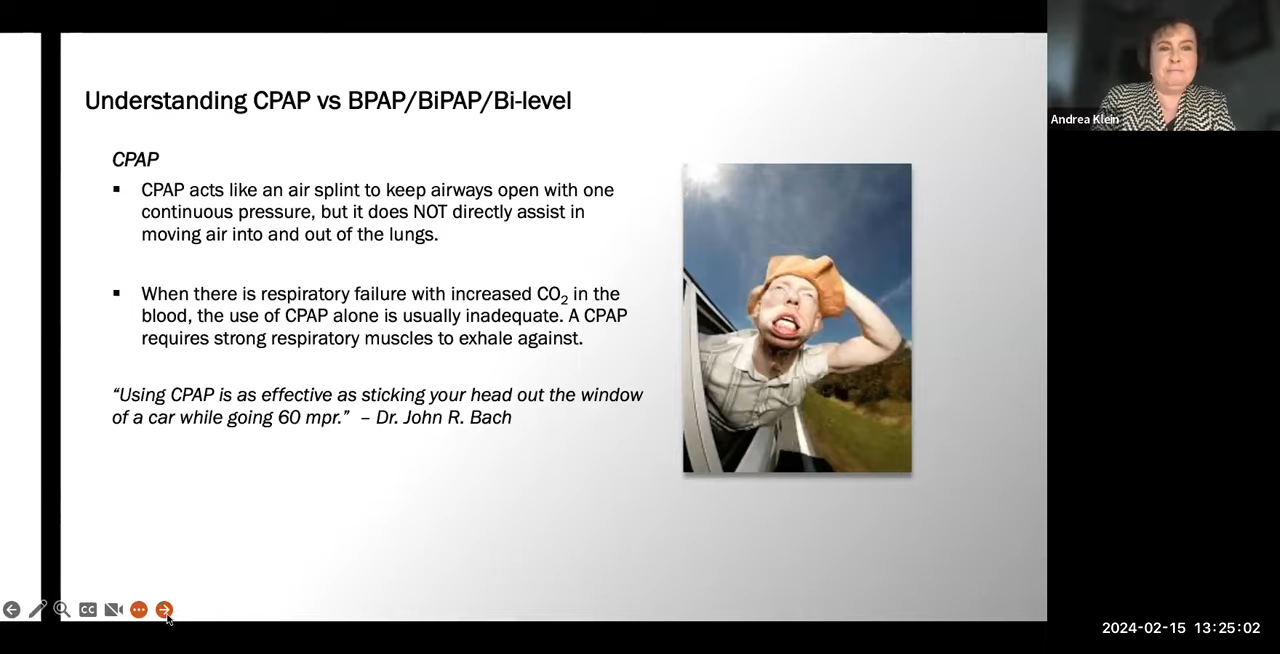 Understanding CPAP vs BPAP/BiPAP/Bi-level
CPAP
▪ CPAP acts like an air splint to keep airways open with one
continuous pressure, but it does NOT directly assist in
moving air into and out of the lungs.
▪ When there is respiratory failure with increased CO₂ in the
blood, the use of CPAP alone is usually inadequate. A CPAP
requires strong respiratory muscles to exhale against.
“Using CPAP is as effective as sticking your head out the window
of a car while going 60 mpr.” – Dr. John R. Bach
Andrea Klein
CC
2024-02-15 13:25:02